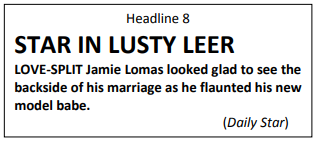 Headline 8
STAR IN LUSTY LEER
LOVE-SPLIT Jamie Lomas looked glad to see the
backside of his marriage as he flaunted his new
model babe.
(Daily Star)